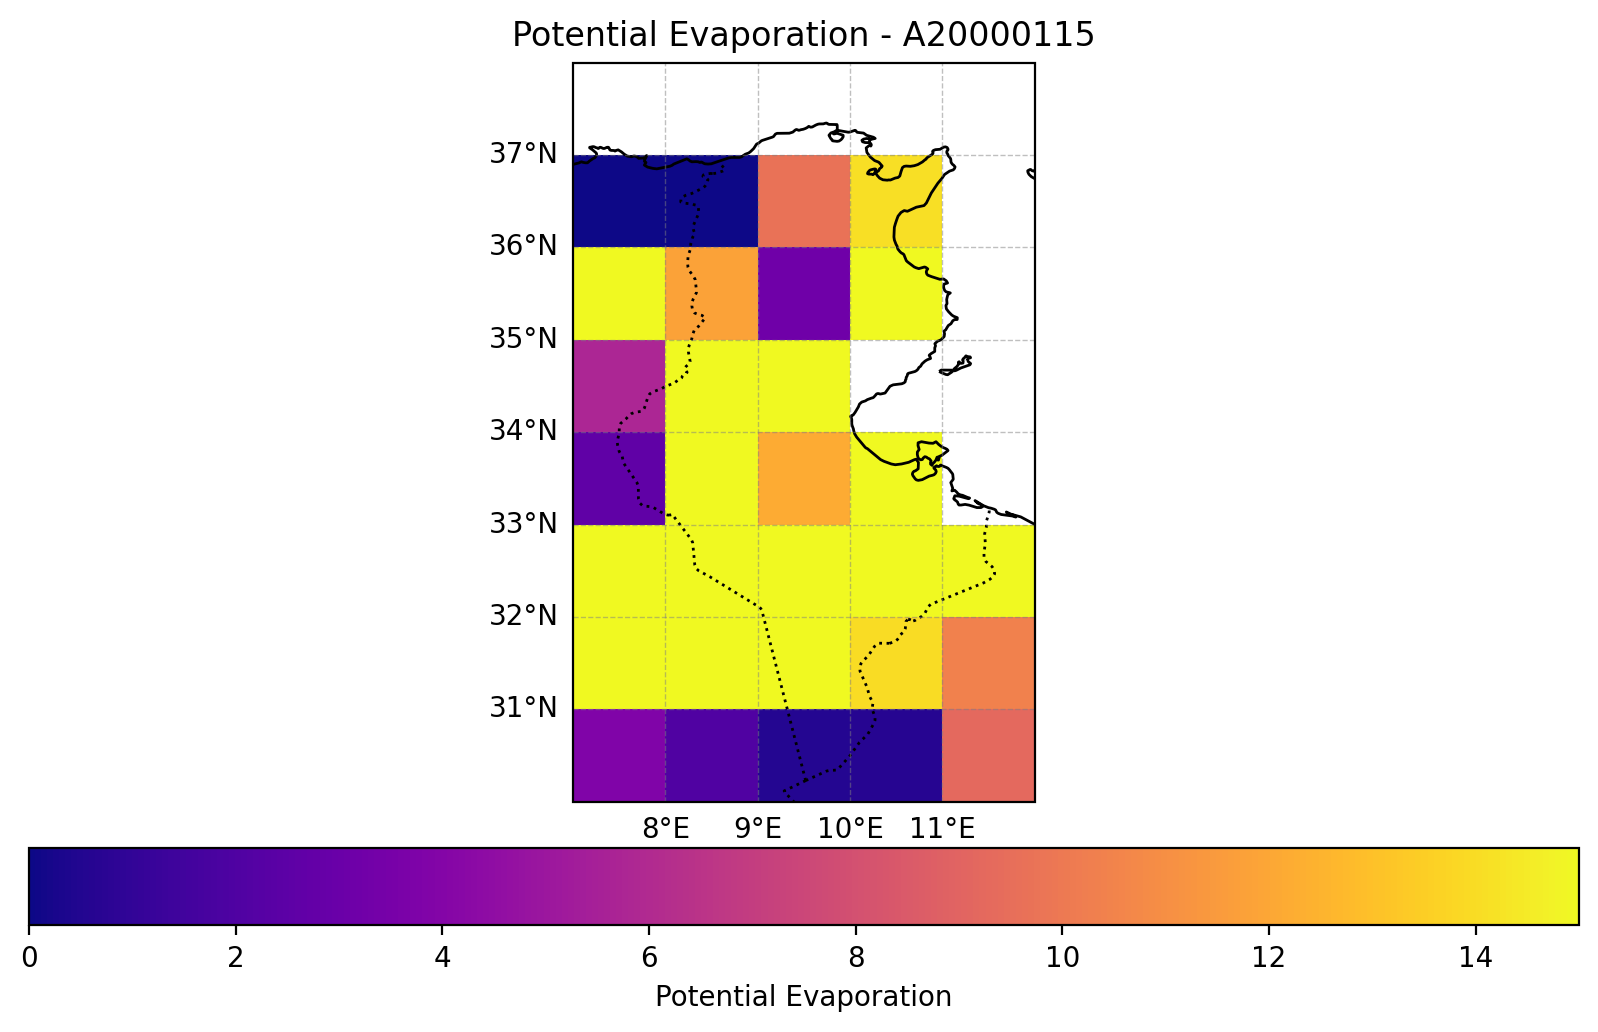 Potential Evaporation - A20000115
37°N
36°N
35°N
34°N
33°N
32°N
31°N
8°E 9°E 10°E 11°E
0 2 4 6 8 10 12 14
Potential Evaporation